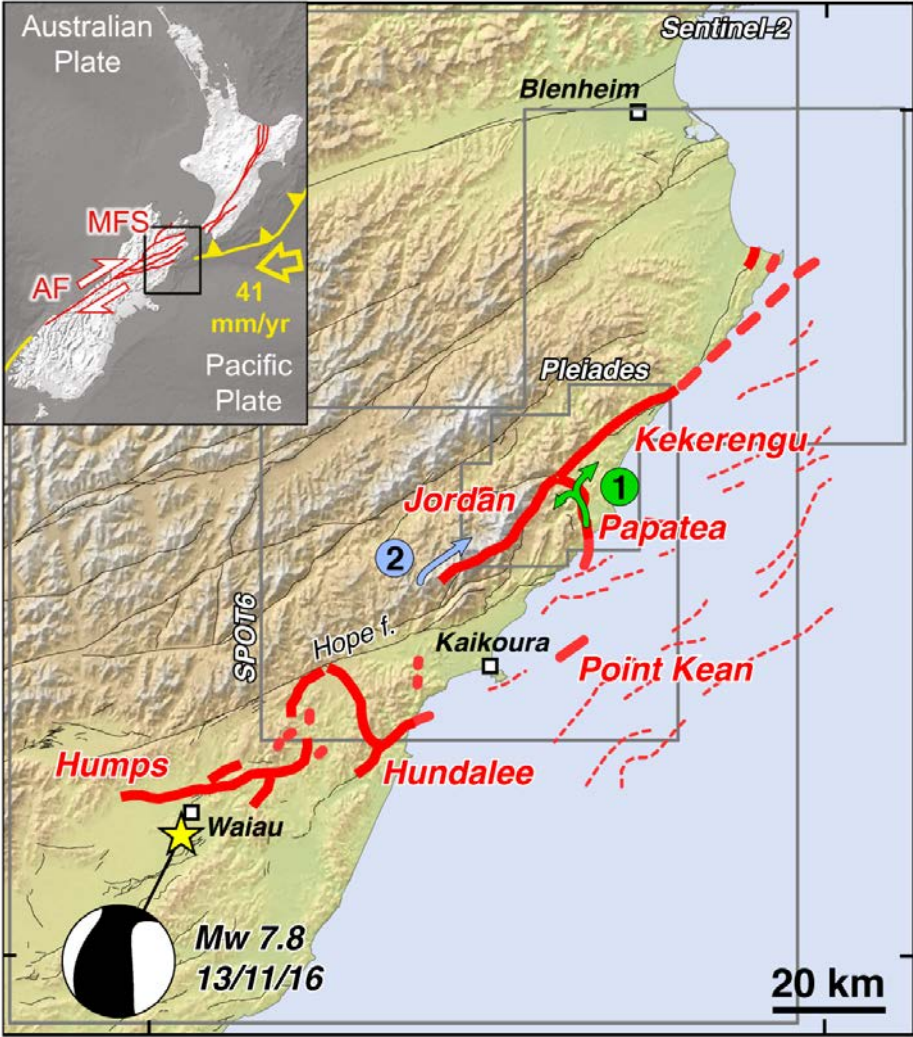 Australian
Plate
MFS
AF
41
mm/yr
Pacific
Plate
Sentinel-2
Blenheim
Pleiades
Kekerengu
1
Jordan
Papatea
2
SPOT6
Hope f.
Kaikoura
Point Kean
Humps
Hundalee
Waiau
Mw 7.8
13/11/16
20 km